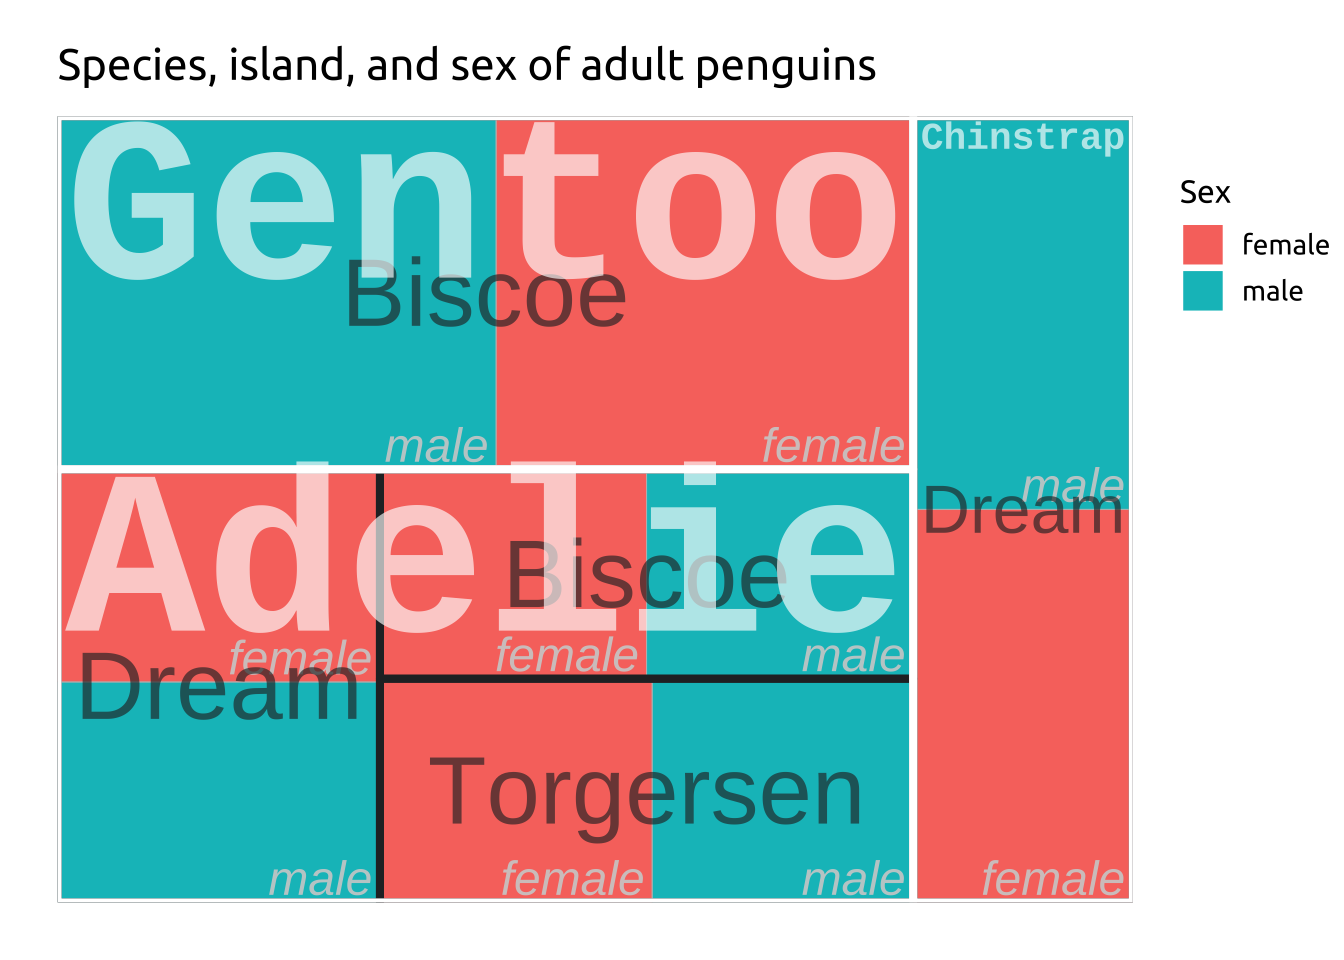 Species, island, and sex of adult penguins
Gentoo
Biscoe
male
female
Chinstrap
male
Dream
female
Adelie
Biscoe
female
female
male
Dream
Torgersen
male
female
male
Sex
female
male